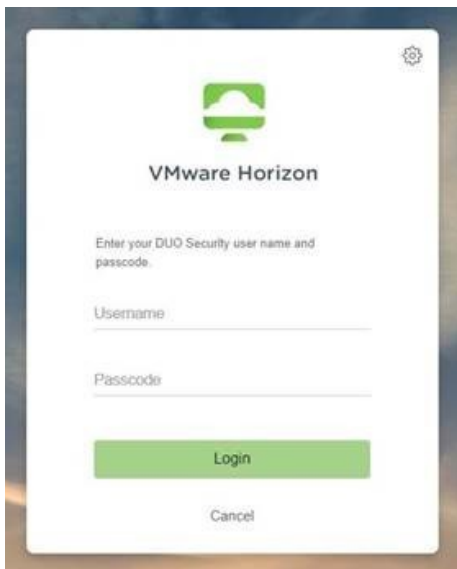 VMware Horizon
Enter your DUO Security user name and
passcode.
Username
Passcode
Login
Cancel